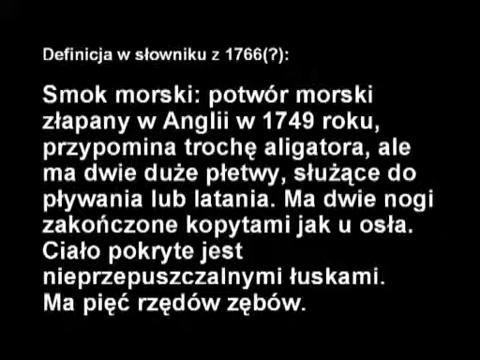 Definicja w słowniku z 1766(?):
Smok morski: potwór morski
złapany w Anglii w 1749 roku,
przypomina trochę aligatora, ale
ma dwie duże płetwy, służące do
pływania lub latania. Ma dwie nogi
zakończone kopytami jak u osła.
Ciało pokryte jest
nieprzepuszczalnymi łuskami.
Ma pięć rzędów zębów.